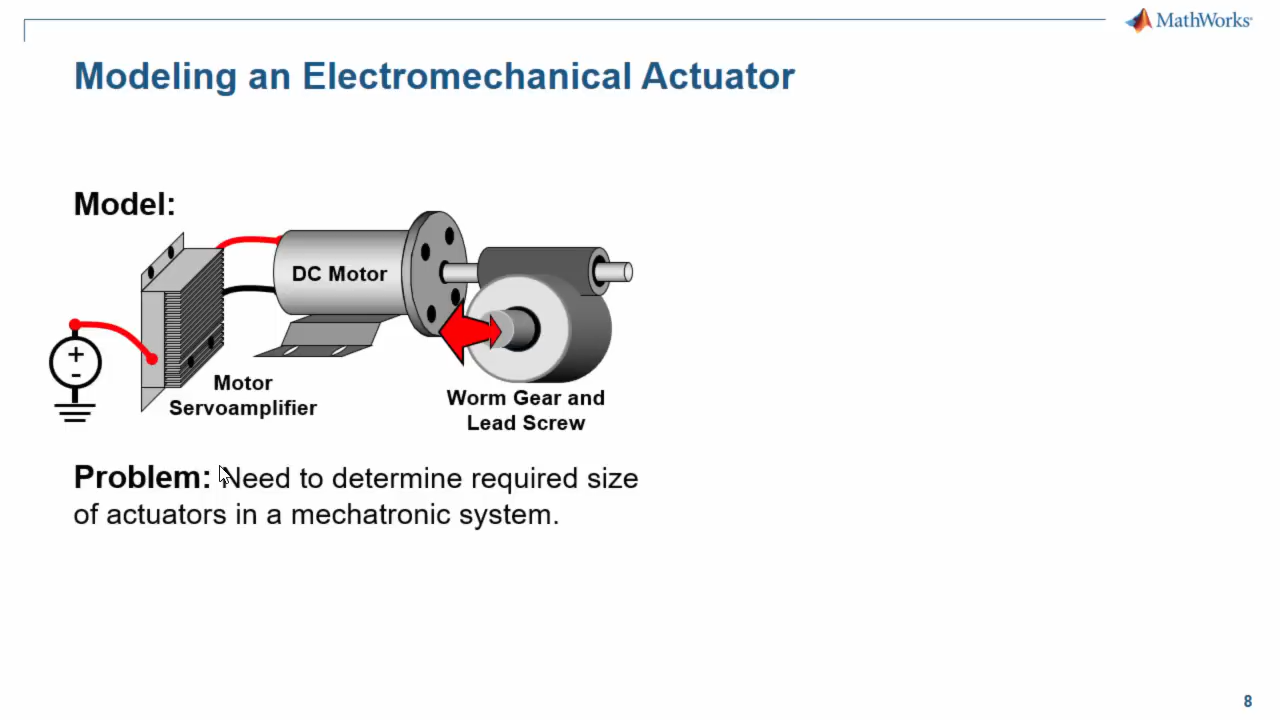 MathWorks
Modeling an Electromechanical Actuator
Model:
DC Motor
+
-
Motor
Servoamplifier
Worm Gear and
Lead Screw
Problem: Need to determine required size
of actuators in a mechatronic system.
8